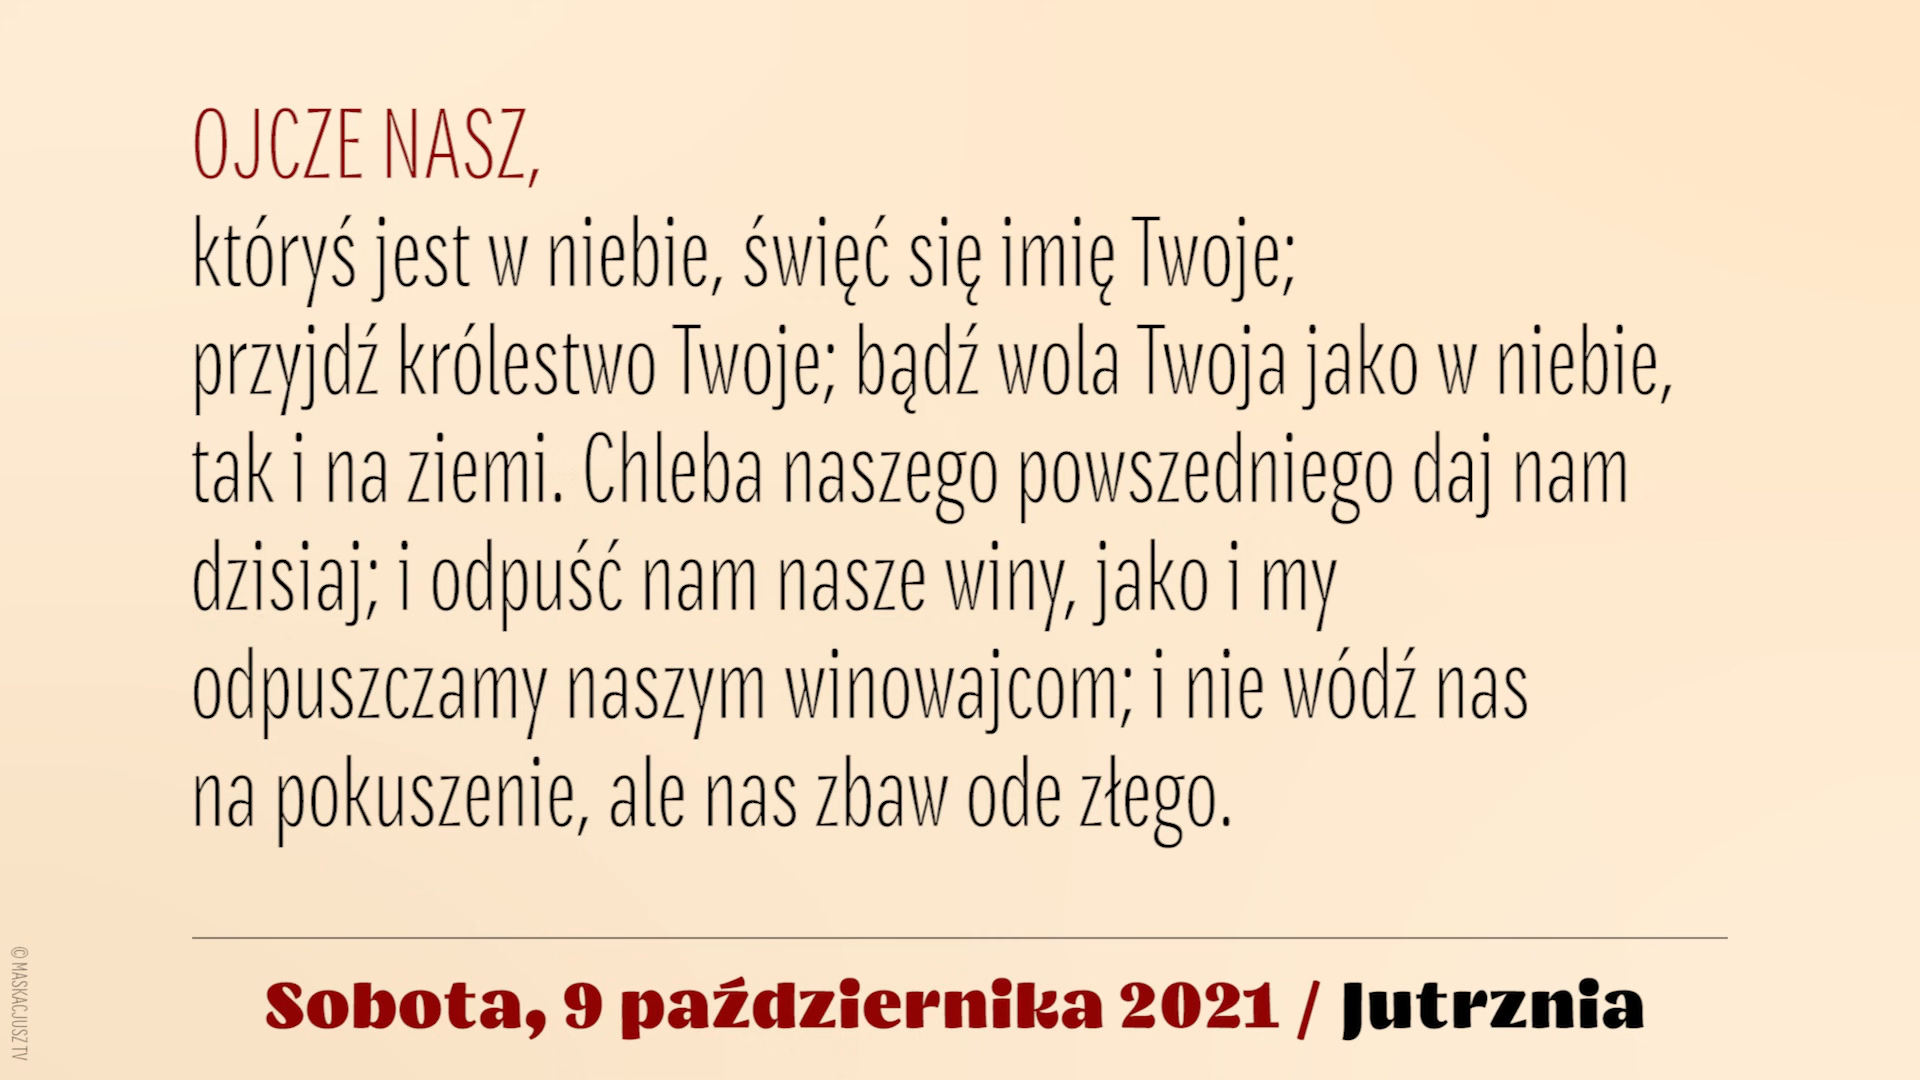 OJCZE NASZ,
któryś jest w niebie, święć się imię Twoje;
przyjdź królestwo Twoje; bądź wola Twoja jako w niebie,
tak i na ziemi. Chleba naszego powszedniego daj nam
dzisiaj; i odpuść nam nasze winy, jako i my
odpuszczamy naszym winowajcom; i nie wódź nas
na pokuszenie, ale nas zbaw ode złego.
Sobota, 9 października 2021 / Jutrznia
© MASKACJUSZ TV